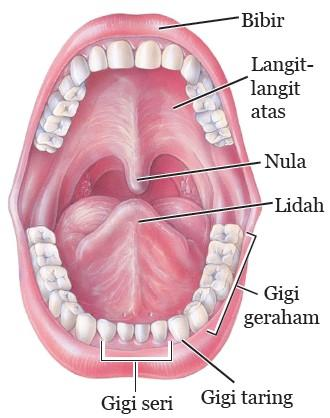 Bibir
Langit-
langit
atas
Nula
Lidah
Gigi
geraham
Gigi taring
Gigi seri